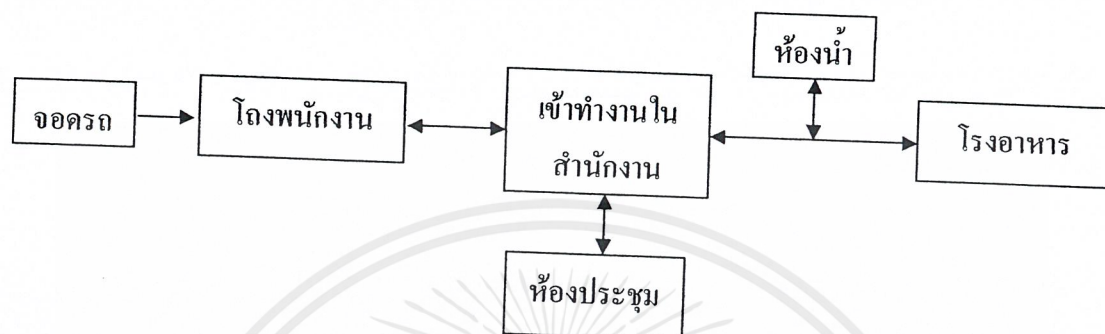 ห้องน้ำ
จอดรถ
โถงพนักงาน
เข้าทำงานใน
สำนักงาน
โรงอาหาร
ห้องประชุม